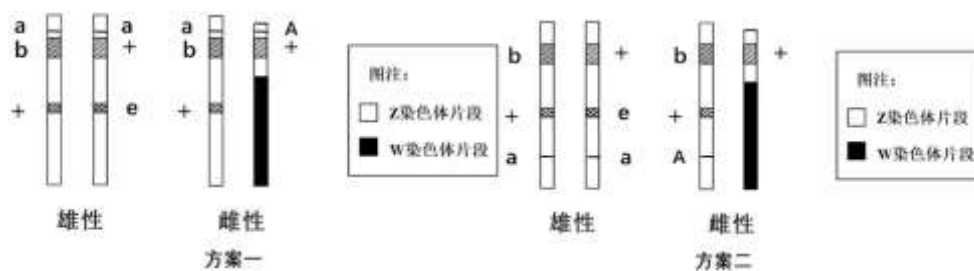 a a a A
b + b +
+ e +
雄性 雌性
方案一
图注：
Z染色体片段
W染色体片段
b + b +
+ e +
a a A
雄性 雌性
方案二
图注：
Z染色体片段
W染色体片段